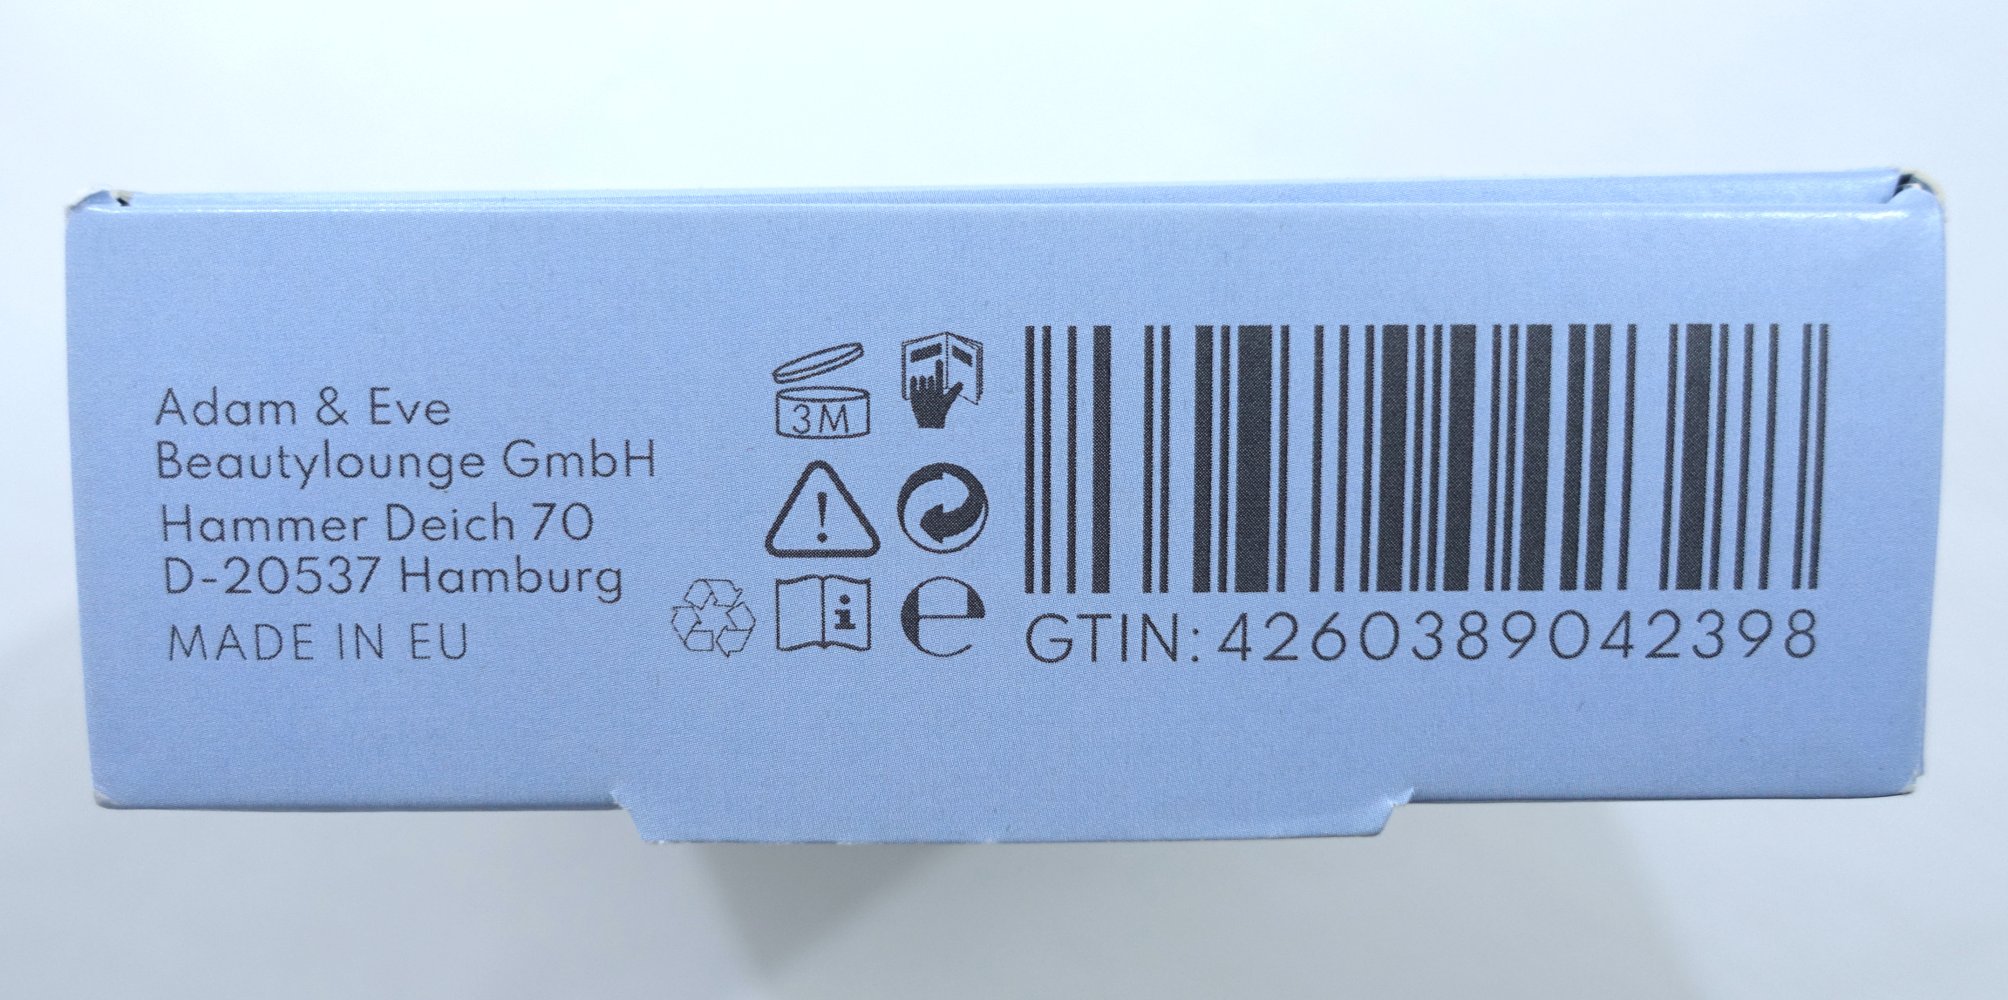 Adam & Eve
Beautylounge GmbH
Hammer Deich 70
D-20537 Hamburg
MADE IN EU
3M
GTIN: 4260389042398